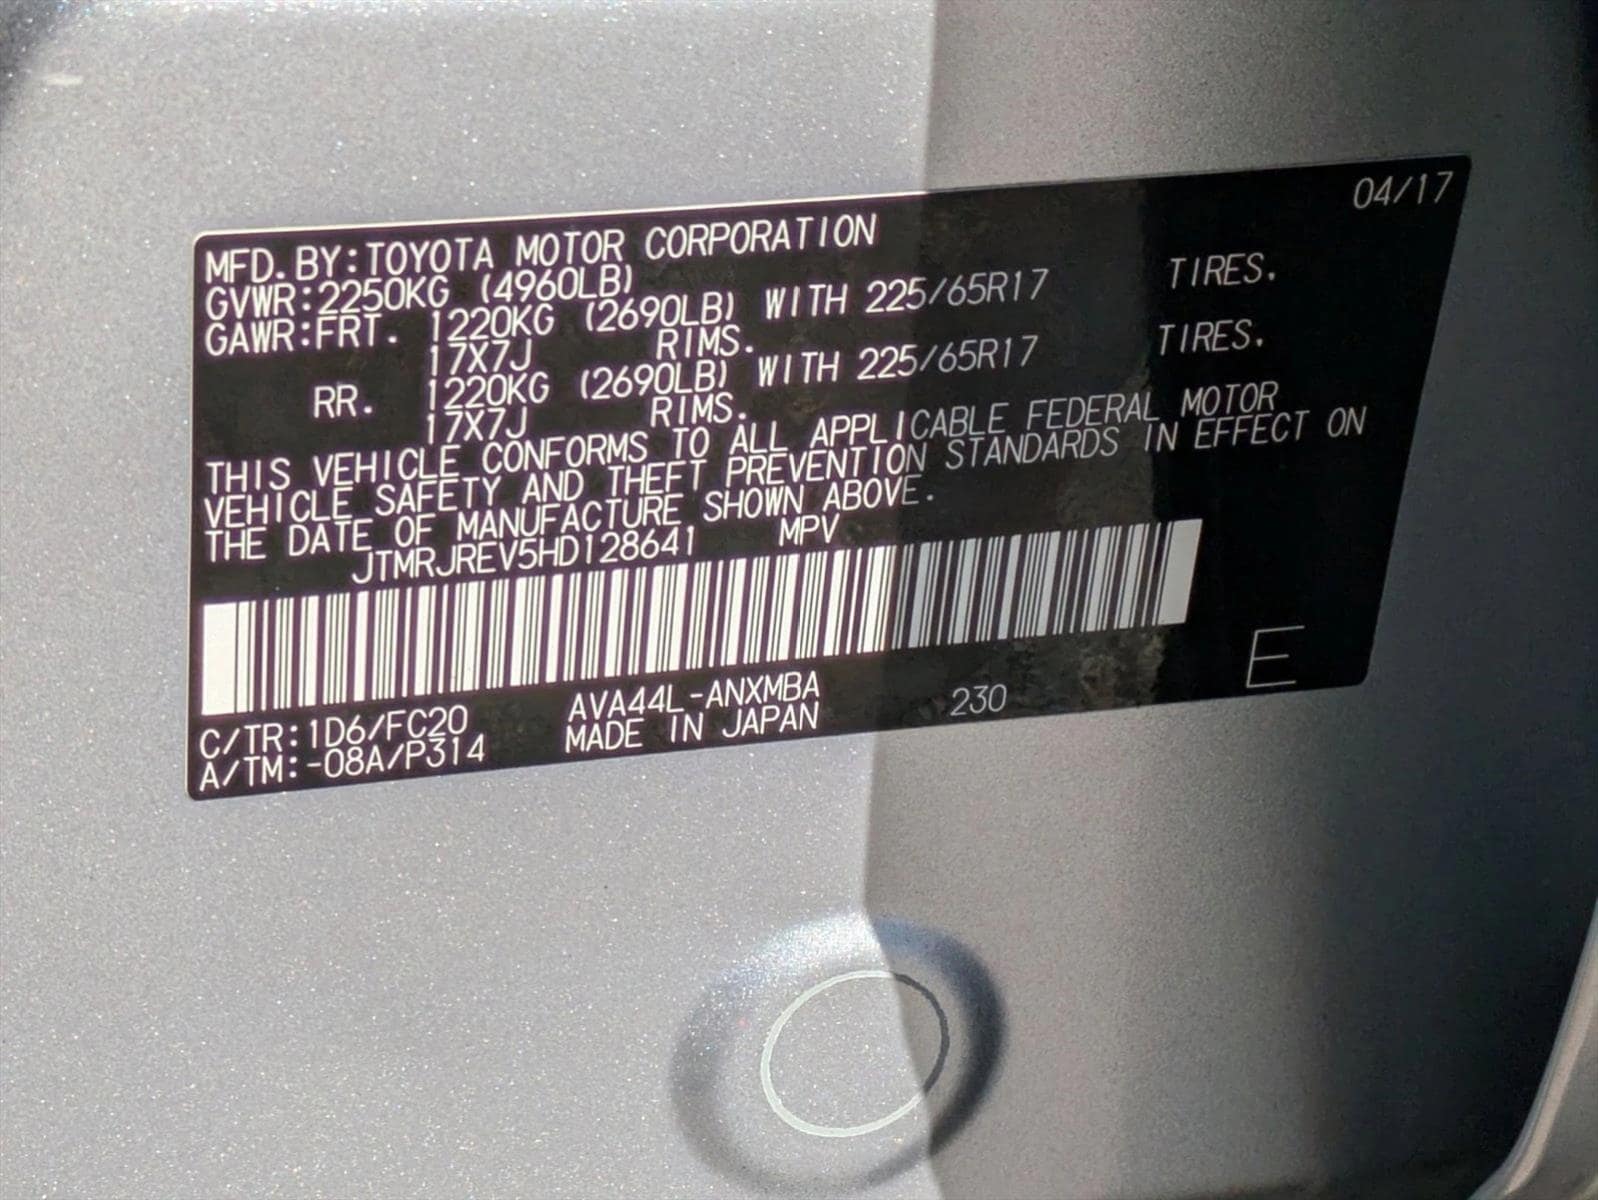 04/17
MFD. BY:TOYOTA MOTOR CORPORATION
GVWR:2250KG (4960LB)
GAWR:FRT. 1220KG (2690LB) WITH 225/65R17 TIRES.
17X7J RIMS.
RR. 1220KG (2690LB) WITH 225/65R17 TIRES.
17X7J RIMS.
THIS VEHICLE CONFORMS TO ALL APPLICABLE FEDERAL MOTOR
VEHICLE SAFETY AND THEFT PREVENTION STANDARDS IN EFFECT ON
THE DATE OF MANUFACTURE SHOWN ABOVE.
JTMRJREV5HD128641 MPV
E
C/TR:1D6/FC20 AVA44L-ANXMBA 230
A/TM:-08A/P314 MADE IN JAPAN